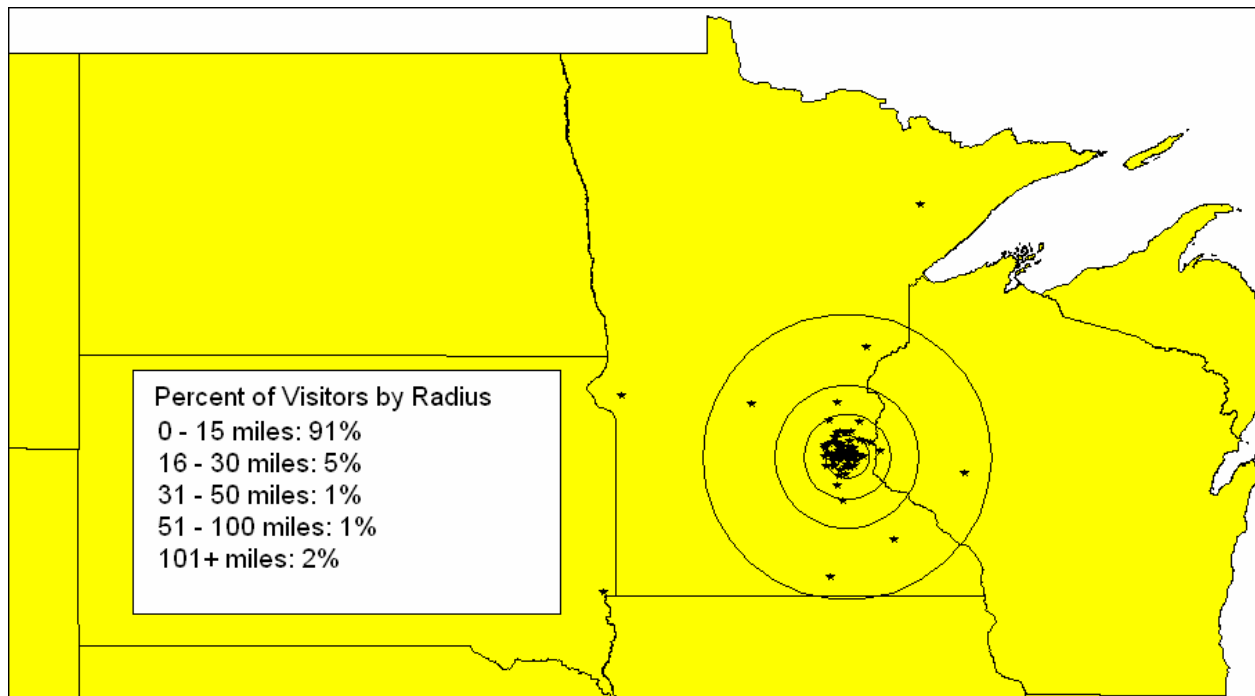 Percent of Visitors by Radius
0 - 15 miles: 91%
16 - 30 miles: 5%
31 - 50 miles: 1%
51 - 100 miles: 1%
101+ miles: 2%